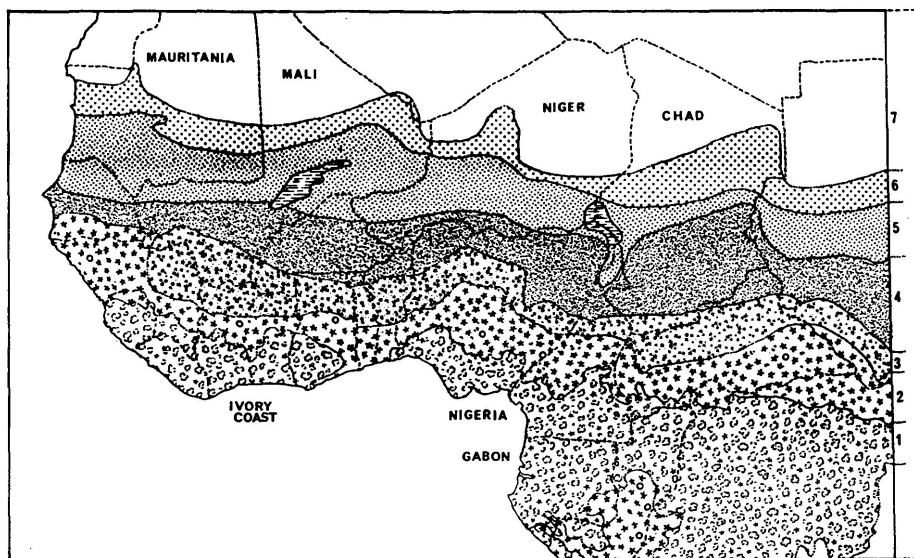 MAURITANIA
MALI
NIGER
CHAD
7
6
5
4
3
2
1
IVORY
COAST
NIGERIA
GABON